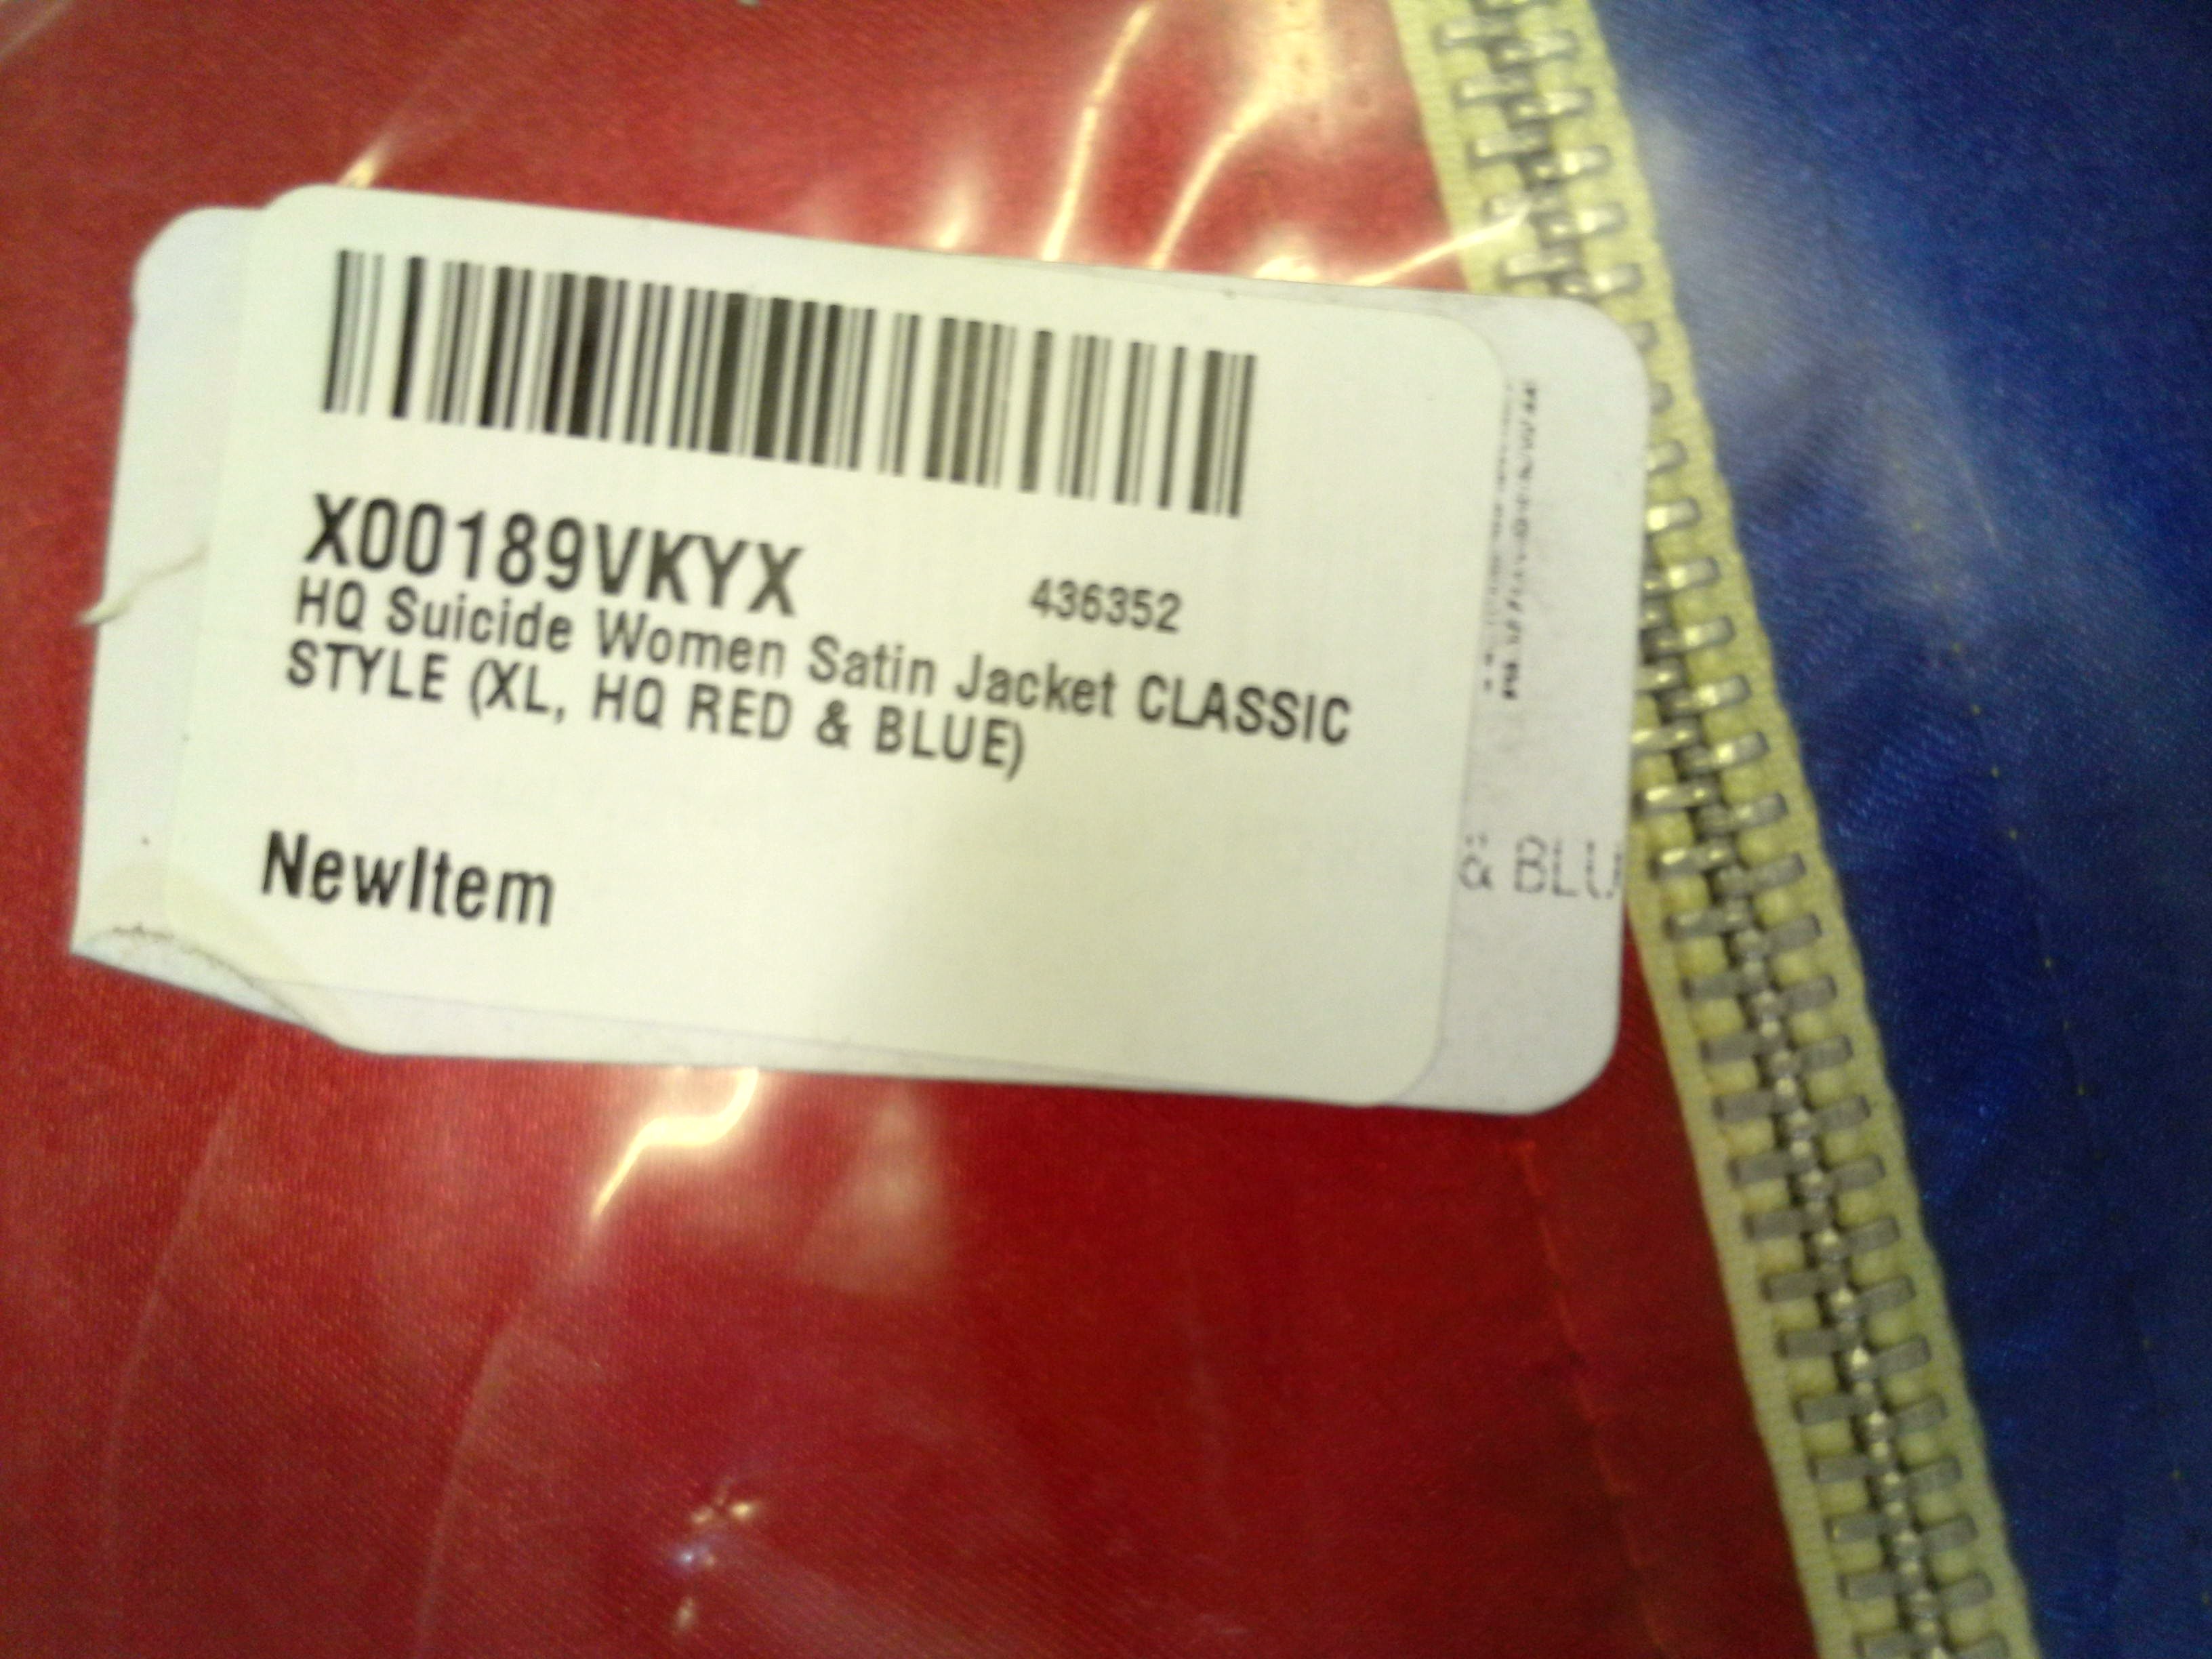 X00189VKYX 436352
HQ Suicide Women Satin Jacket CLASSIC
STYLE (XL, HQ RED & BLUE)
NewItem
& BLU